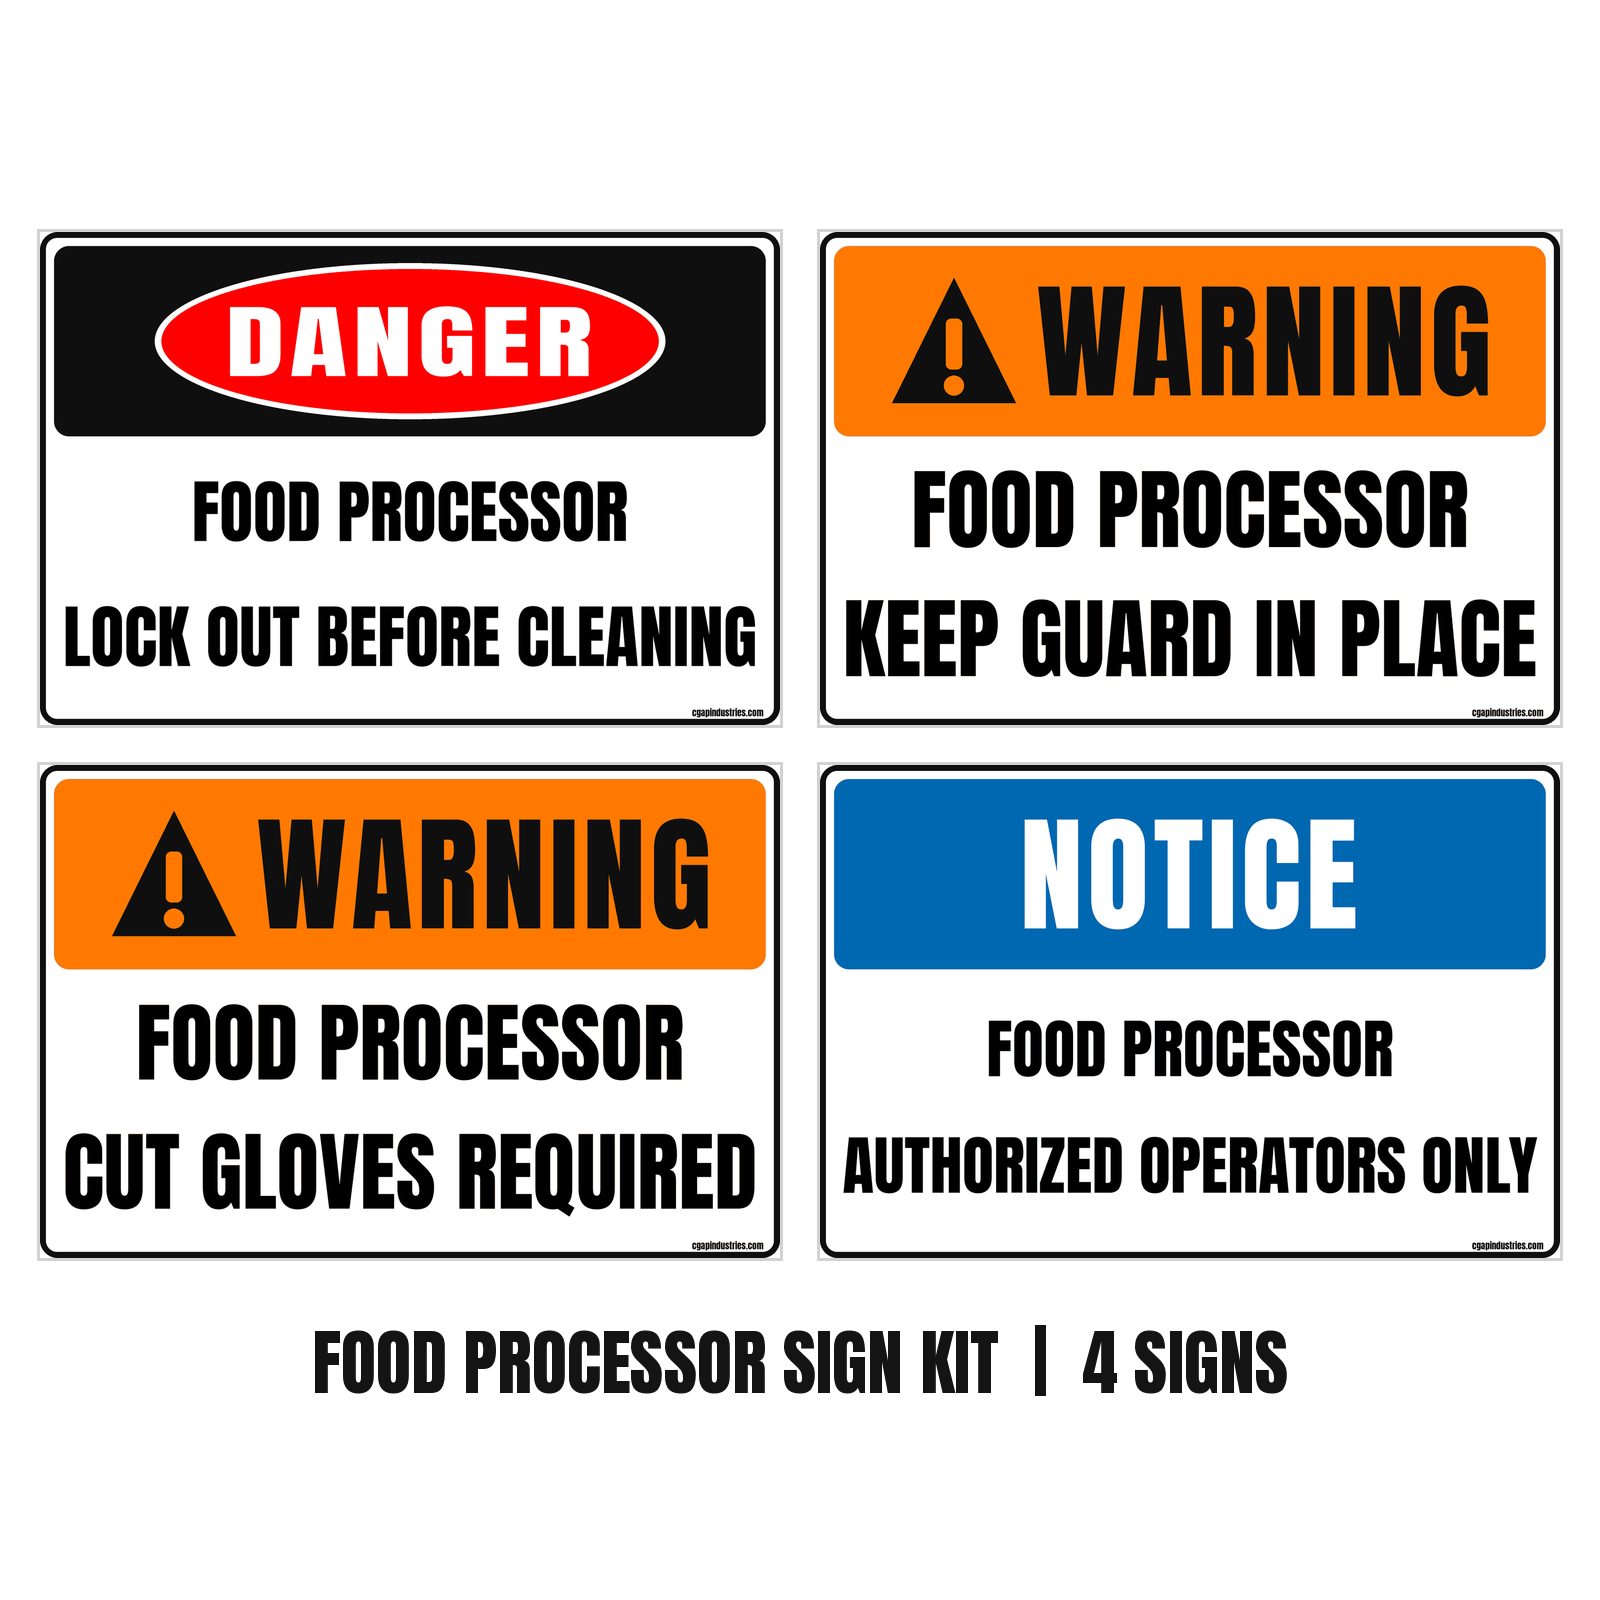 DANGER
FOOD PROCESSOR
LOCK OUT BEFORE CLEANING
cgapindustries.com
WARNING
FOOD PROCESSOR
KEEP GUARD IN PLACE
cgapindustries.com
WARNING
FOOD PROCESSOR
CUT GLOVES REQUIRED
cgapindustries.com
NOTICE
FOOD PROCESSOR
AUTHORIZED OPERATORS ONLY
cgapindustries.com
FOOD PROCESSOR SIGN KIT | 4 SIGNS